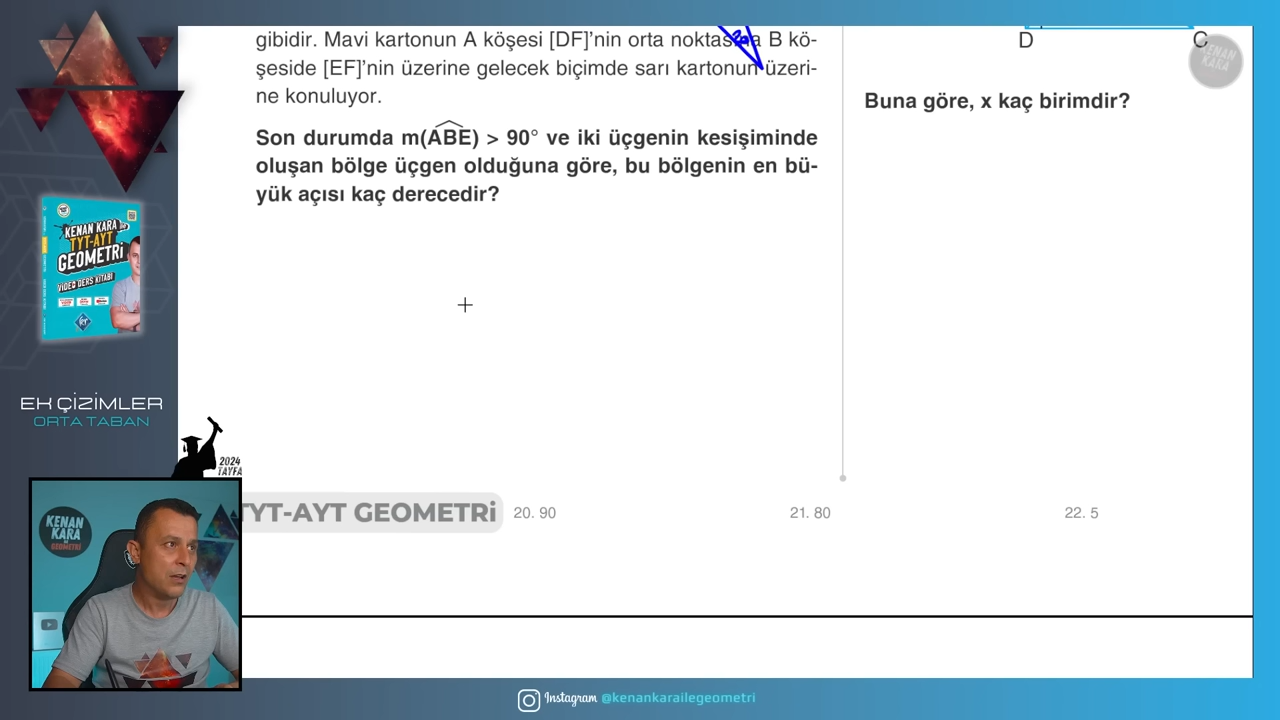 gibidir. Mavi kartonun A köşesi [DF]'nin orta noktasına B kö-
şeside [EF]'nin üzerine gelecek biçimde sarı kartonun üzeri-
ne konuluyor.
Son durumda m(ABE) > 90° ve iki üçgenin kesişiminde
oluşan bölge üçgen olduğuna göre, bu bölgenin en bü-
yük açısı kaç derecedir?
D
C
KENAN KARA
Buna göre, x kaç birimdir?
KENAN KARA
TYT-AYT
GEOMETRİ
VİDEO DERS KİTABI
EK ÇİZİMLER
ORTA TABAN
2024
TAYFA
TYT-AYT GEOMETRİ
20. 90
21. 80
22. 5
KENAN
KARA
GEOMETRİ
Instagram @kenankarailegeometri